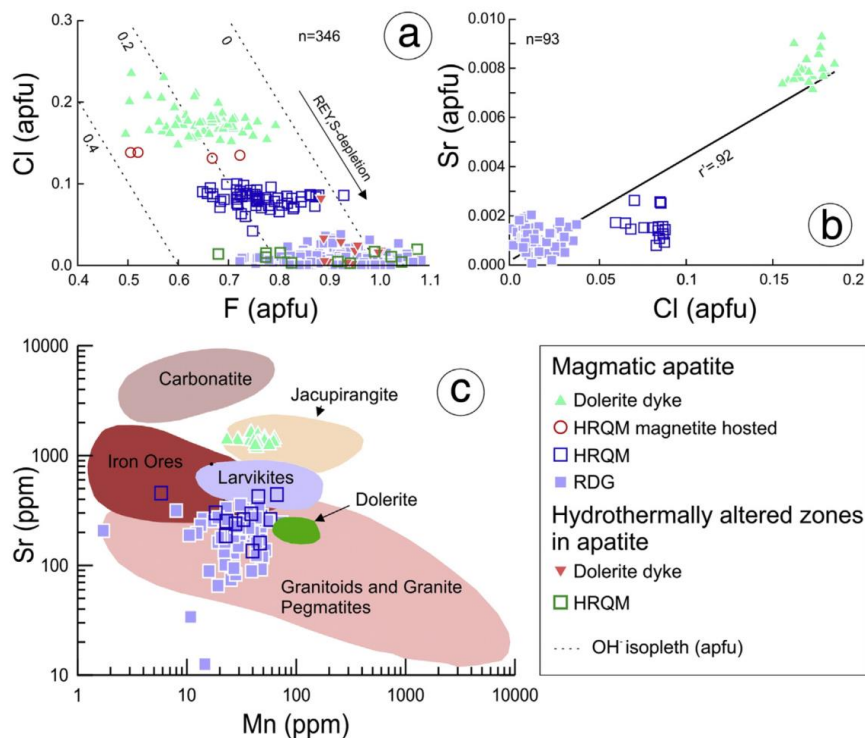 a
n=346
0.3
0.2
0.1
0.0
Cl (apfu)
0.4
0.2
0
REY,S-depletion
0.4
0.5
0.6
0.7
0.8
0.9
1.0
1.1
F (apfu)
b
n=93
0.010
0.008
0.006
0.004
0.002
0.000
Sr (apfu)
r'=.92
0.0
0.05
0.1
0.15
0.2
Cl (apfu)
c
10000
1000
100
10
Sr (ppm)
Carbonatite
Jacupirangite
Iron Ores
Larvikites
Dolerite
Granitoids and Granite
Pegmatites
1
10
100
1000
10000
Mn (ppm)
Magmatic apatite
Dolerite dyke
HRQM magnetite hosted
HRQM
RDG
Hydrothermally altered zones
in apatite
Dolerite dyke
HRQM
OH⁻isopleth (apfu)